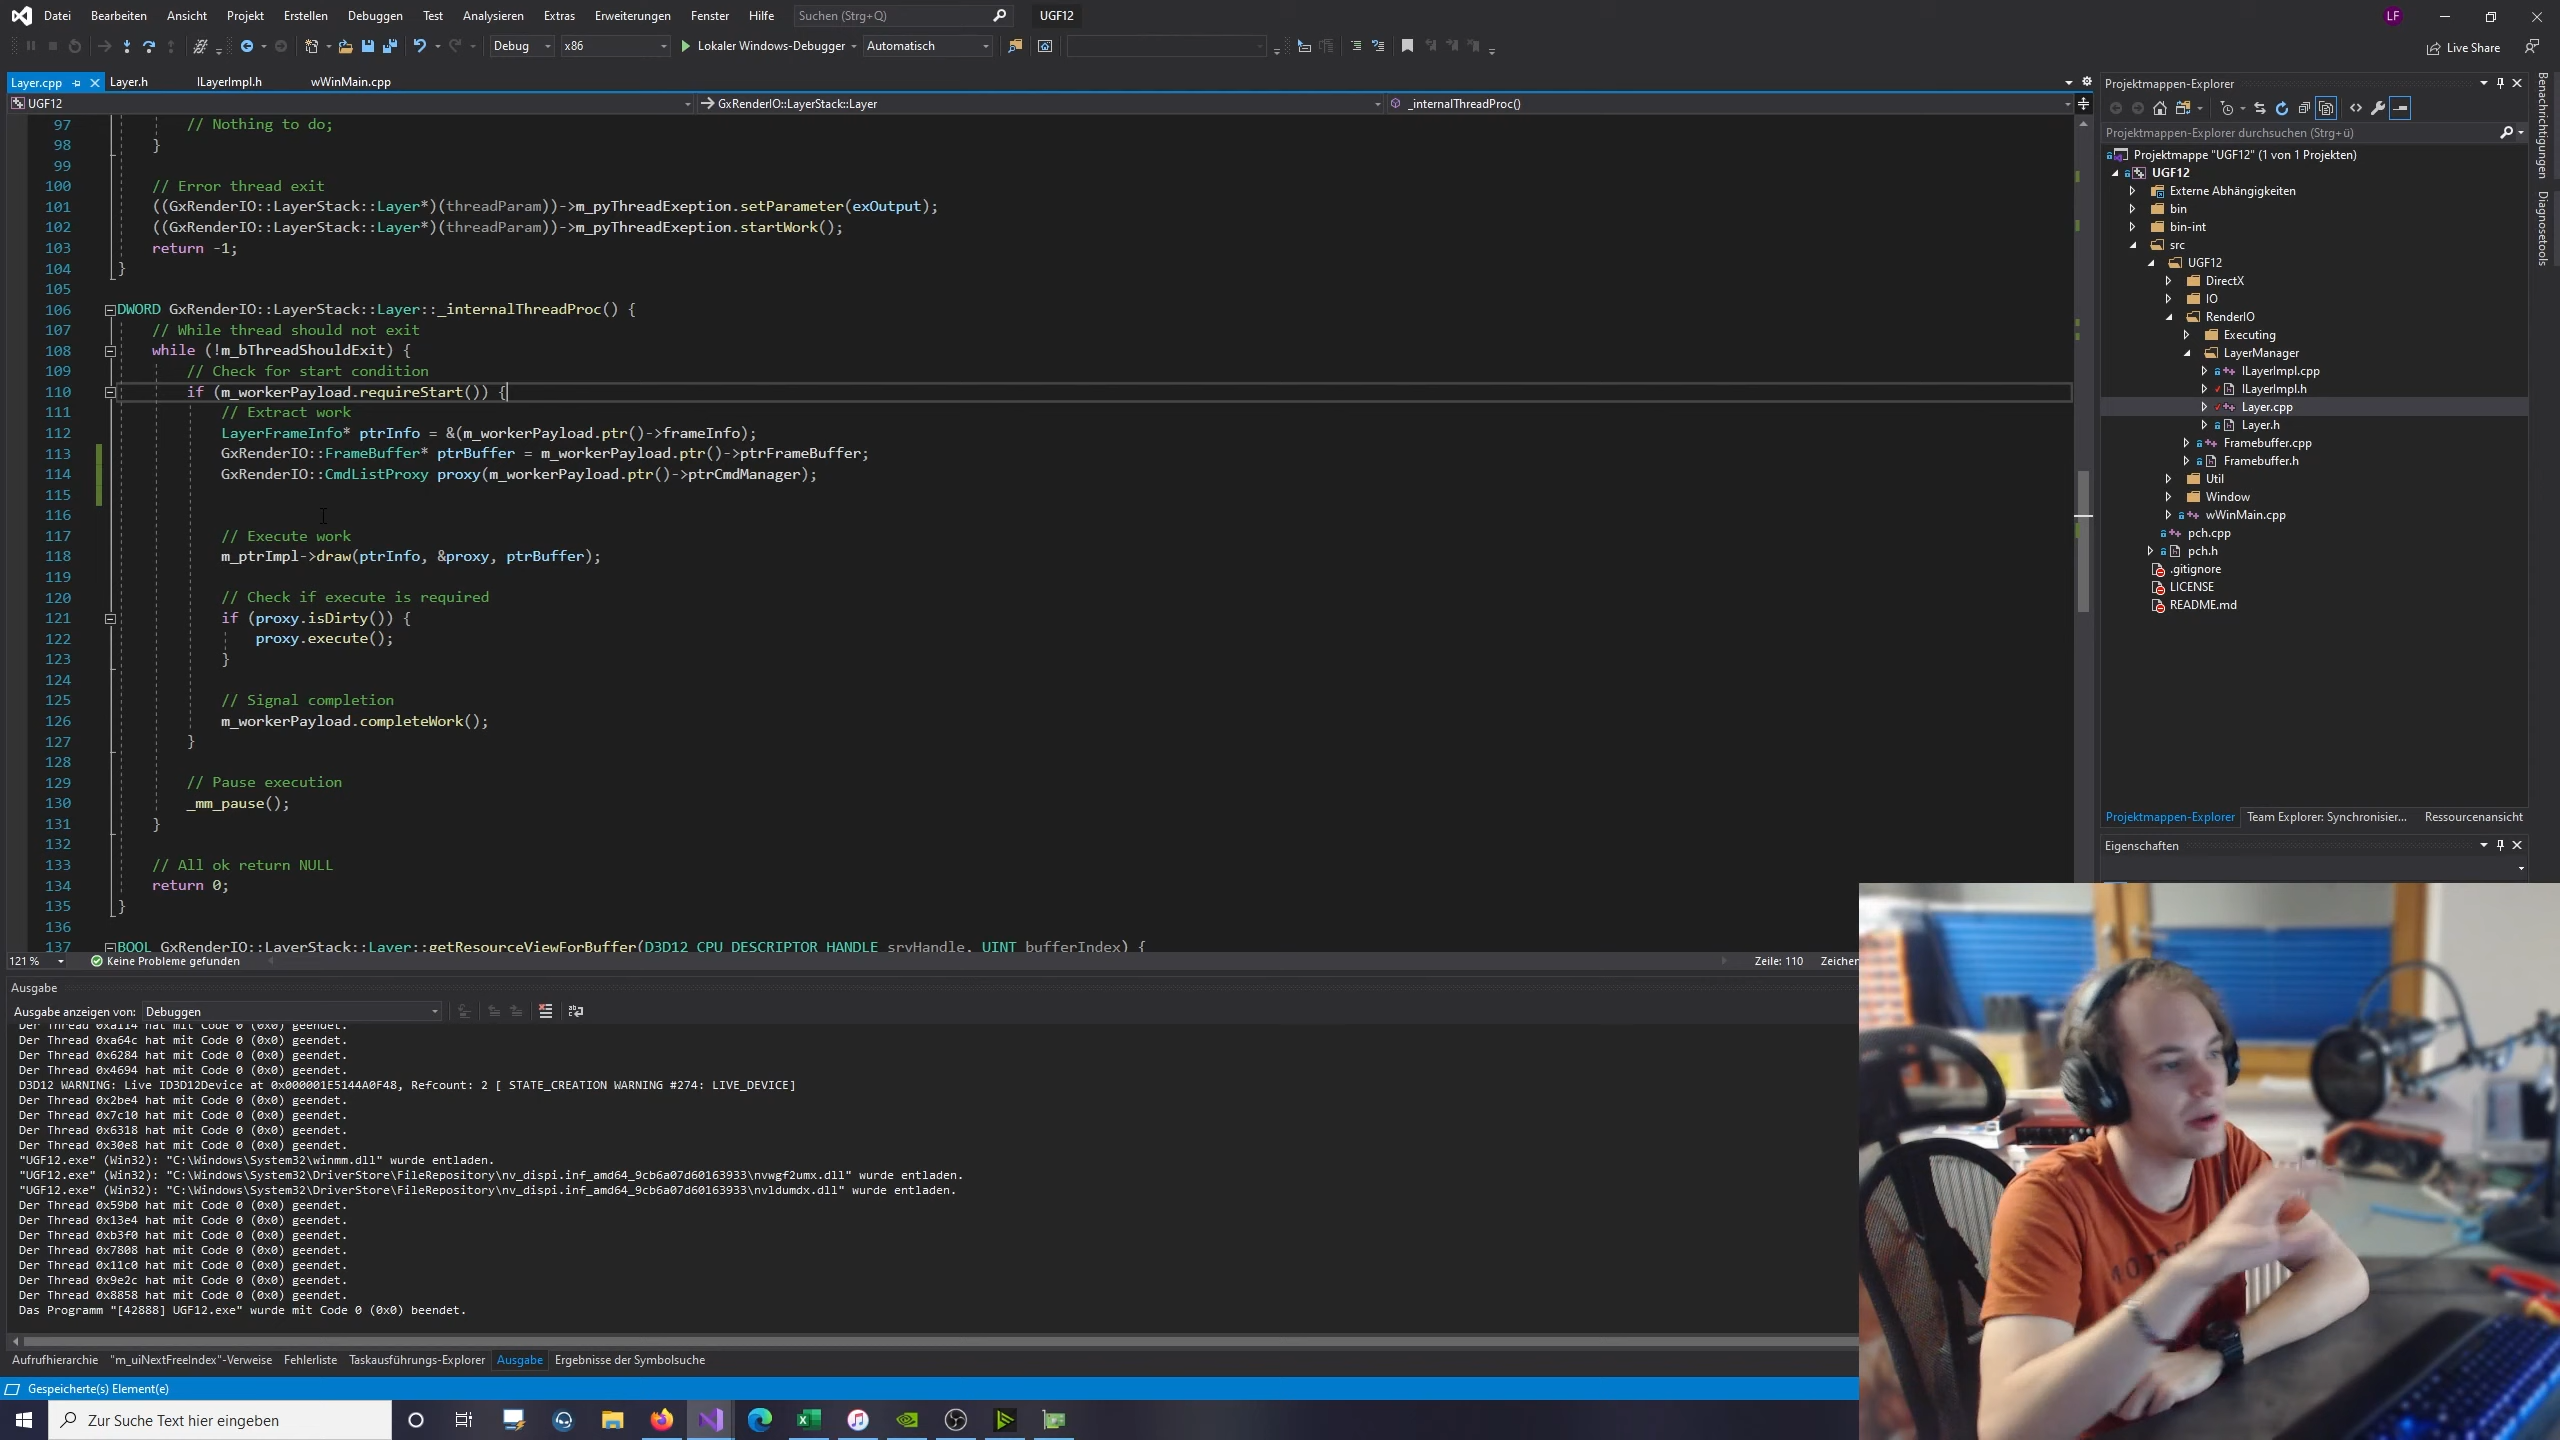 Datei Bearbeiten Ansicht Projekt Erstellen Debuggen Test Analysieren Extras Erweiterungen Fenster Hilfe Suchen (Strg+Q) UGF12 LF
Debug x86 Lokaler Windows-Debugger Automatisch Live Share
Layer.cpp Layer.h ILayerImpl.h wWinMain.cpp
UGF12 GxRenderIO::LayerStack::Layer _internalThreadProc()
97 // Nothing to do;
98 }
99
100 // Error thread exit
101 ((GxRenderIO::LayerStack::Layer*)(threadParam))->m_pyThreadExeption.setParameter(exOutput);
102 ((GxRenderIO::LayerStack::Layer*)(threadParam))->m_pyThreadExeption.startWork();
103 return -1;
104 }
105
106 DWORD GxRenderIO::LayerStack::Layer::_internalThreadProc() {
107 // While thread should not exit
108 while (!m_bThreadShouldExit) {
109 // Check for start condition
110 if (m_workerPayload.requireStart()) {
111 // Extract work
112 LayerFrameInfo* ptrInfo = &(m_workerPayload.ptr()->frameInfo);
113 GxRenderIO::FrameBuffer* ptrBuffer = m_workerPayload.ptr()->ptrFrameBuffer;
114 GxRenderIO::CmdListProxy proxy(m_workerPayload.ptr()->ptrCmdManager);
115
116
117 // Execute work
118 m_ptrImpl->draw(ptrInfo, &proxy, ptrBuffer);
119
120 // Check if execute is required
121 if (proxy.isDirty()) {
122 proxy.execute();
123 }
124
125 // Signal completion
126 m_workerPayload.completeWork();
127 }
128
129 // Pause execution
130 _mm_pause();
131 }
132
133 // All ok return NULL
134 return 0;
135 }
136
137 BOOL GxRenderIO::LayerStack::Layer::getResourceViewForBuffer(D3D12_CPU_DESCRIPTOR_HANDLE srvHandle, UINT bufferIndex) {
121 % Keine Probleme gefunden Zeile: 110 Zeichen
Ausgabe
Ausgabe anzeigen von: Debuggen
Der Thread 0xa114 hat mit Code 0 (0x0) geendet.
Der Thread 0xa64c hat mit Code 0 (0x0) geendet.
Der Thread 0x6284 hat mit Code 0 (0x0) geendet.
Der Thread 0x4694 hat mit Code 0 (0x0) geendet.
D3D12 WARNING: Live ID3D12Device at 0x000001E5144A0F48, Refcount: 2 [ STATE_CREATION WARNING #274: LIVE_DEVICE]
Der Thread 0x2be4 hat mit Code 0 (0x0) geendet.
Der Thread 0x7c10 hat mit Code 0 (0x0) geendet.
Der Thread 0x6318 hat mit Code 0 (0x0) geendet.
Der Thread 0x30e8 hat mit Code 0 (0x0) geendet.
"UGF12.exe" (Win32): "C:\Windows\System32\winmm.dll" wurde entladen.
"UGF12.exe" (Win32): "C:\Windows\System32\DriverStore\FileRepository\nv_dispi.inf_amd64_9cb6a07d60163933\nvwgf2umx.dll" wurde entladen.
"UGF12.exe" (Win32): "C:\Windows\System32\DriverStore\FileRepository\nv_dispi.inf_amd64_9cb6a07d60163933\nvldumdx.dll" wurde entladen.
Der Thread 0x59b0 hat mit Code 0 (0x0) geendet.
Der Thread 0x13e4 hat mit Code 0 (0x0) geendet.
Der Thread 0xb3f0 hat mit Code 0 (0x0) geendet.
Der Thread 0x7808 hat mit Code 0 (0x0) geendet.
Der Thread 0x11c0 hat mit Code 0 (0x0) geendet.
Der Thread 0x9e2c hat mit Code 0 (0x0) geendet.
Der Thread 0x8858 hat mit Code 0 (0x0) geendet.
Das Programm "[42888] UGF12.exe" wurde mit Code 0 (0x0) beendet.
Aufrufhierarchie "m_uiNextFreeIndex"-Verweise Fehlerliste Taskausführungs-Explorer Ausgabe Ergebnisse der Symbolsuche
Gespeicherte(s) Element(e)
Zur Suche Text hier eingeben
Projektmappen-Explorer
Projektmappen-Explorer durchsuchen (Strg+ü)
Projektmappe "UGF12" (1 von 1 Projekten)
UGF12
Externe Abhängigkeiten
bin
bin-int
src
UGF12
DirectX
IO
RenderIO
Executing
LayerManager
ILayerImpl.cpp
ILayerImpl.h
Layer.cpp
Layer.h
Framebuffer.cpp
Framebuffer.h
Util
Window
wWinMain.cpp
pch.cpp
pch.h
.gitignore
LICENSE
README.md
Projektmappen-Explorer Team Explorer: Synchronisier... Ressourcenansicht
Eigenschaften
Benachrichtigungen
Diagnosetools